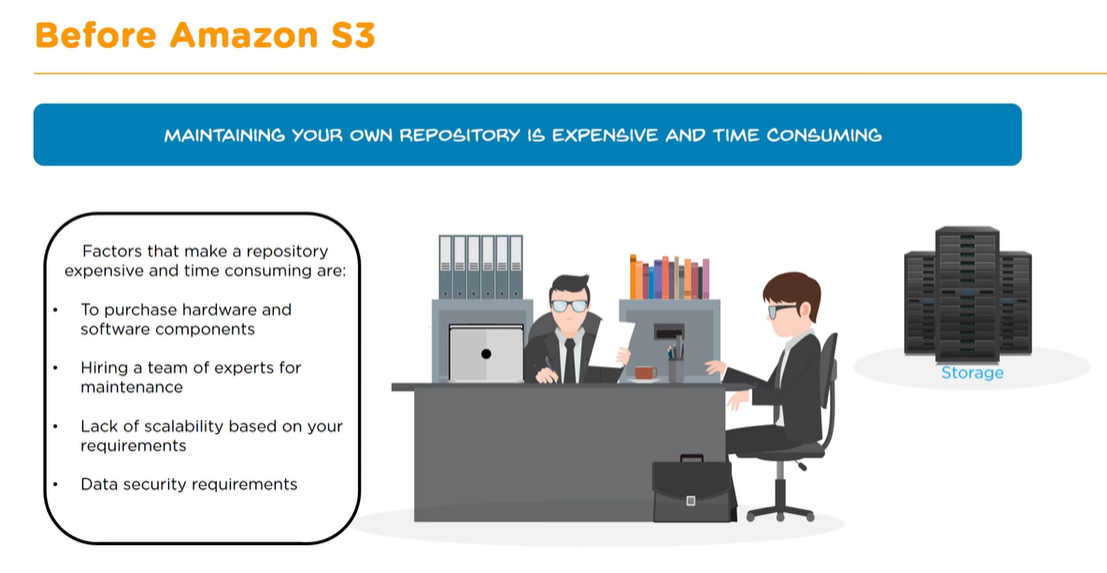 Before Amazon S3
MAINTAINING YOUR OWN REPOSITORY IS EXPENSIVE AND TIME CONSUMING
Factors that make a repository
expensive and time consuming are:
• To purchase hardware and
software components
• Hiring a team of experts for
maintenance
• Lack of scalability based on your
requirements
• Data security requirements
Storage